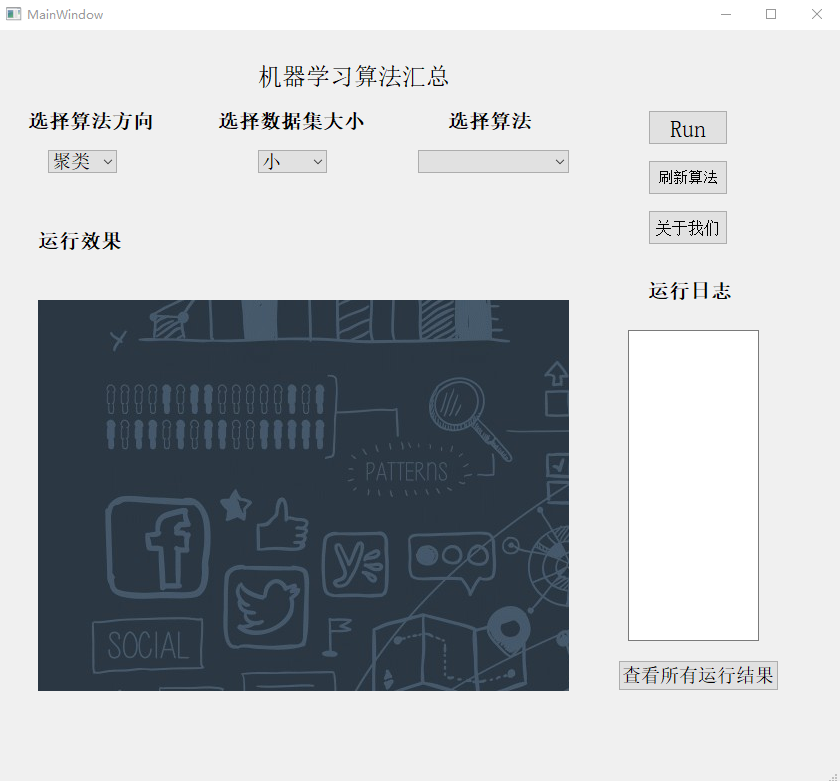 MainWindow
机器学习算法汇总
选择算法方向 选择数据集大小 选择算法 Run
聚类 小
刷新算法
关于我们
运行效果
运行日志
PATTERNS
SOCIAL
查看所有运行结果